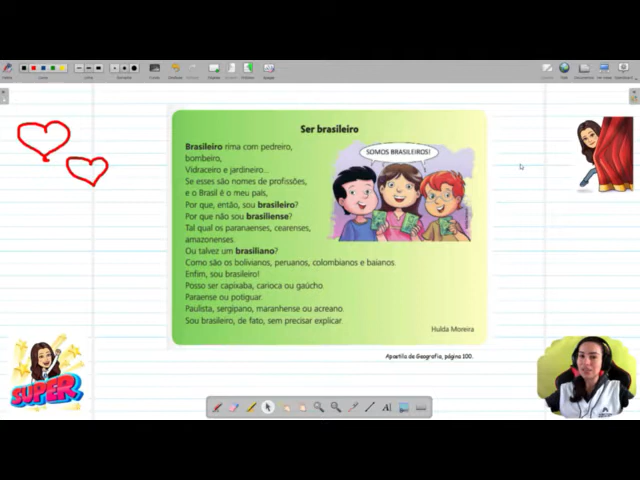 Ser brasileiro
Brasileiro rima com pedreiro,
bombeiro,
Vidraceiro e jardineiro...
Se esses são nomes de profissões,
e o Brasil é o meu país,
Por que, então, sou brasileiro?
Por que não sou brasiliense?
Tal qual os paranaenses, cearenses,
amazonenses.
Ou talvez um brasiliano?
Como são os bolivianos, peruanos, colombianos e baianos.
Enfim, sou brasileiro!
Posso ser capixaba, carioca ou gaúcho.
Paraense ou potiguar.
Paulista, sergipano, maranhense ou acreano.
Sou brasileiro, de fato, sem precisar explicar.
SOMOS BRASILEIROS!
Hulda Moreira
Apostila de Geografia, página 100.
SUPER